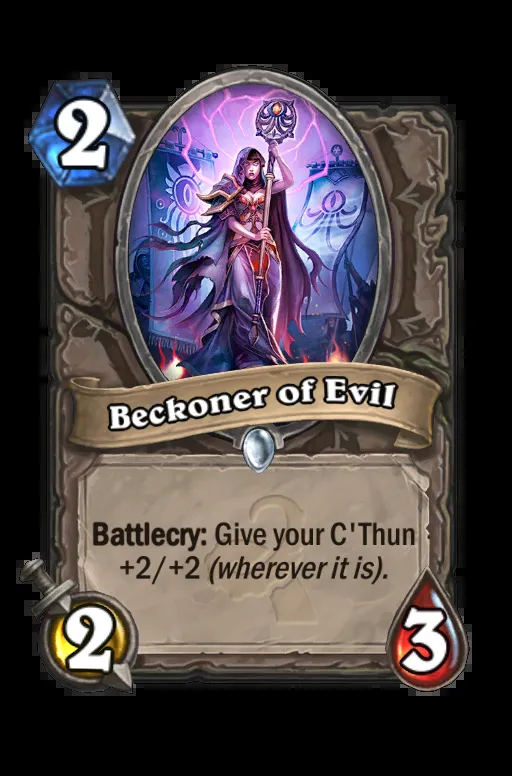 2
Beckoner of Evil
Battlecry: Give your C'Thun
+2/+2 (wherever it is).
2
3